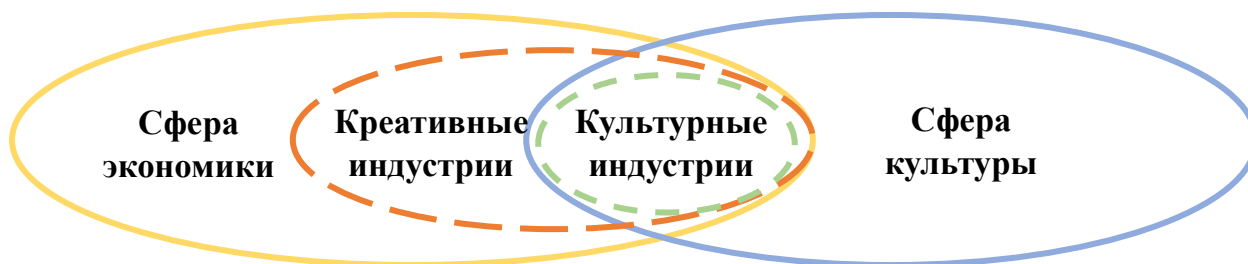 Сфера
экономики
Креативные
индустрии
Культурные
индустрии
Сфера
культуры